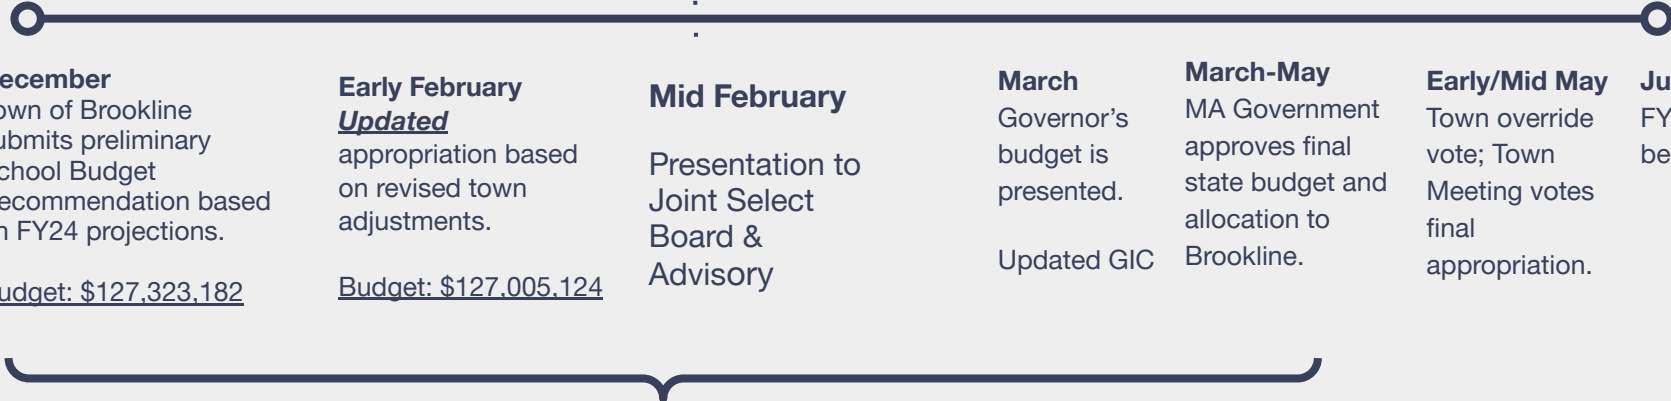 ecember
own of Brookline
ubmits preliminary
chool Budget
ecommendation based
n FY24 projections.
udget: $127,323,182
Early February
Updated
appropriation based
on revised town
adjustments.
Budget: $127,005,124
Mid February
Presentation to
Joint Select
Board &
Advisory
March
Governor’s
budget is
presented.
Updated GIC
March-May
MA Government
approves final
state budget and
allocation to
Brookline.
Early/Mid May
Town override
vote; Town
Meeting votes
final
appropriation.
Ju
FY
be